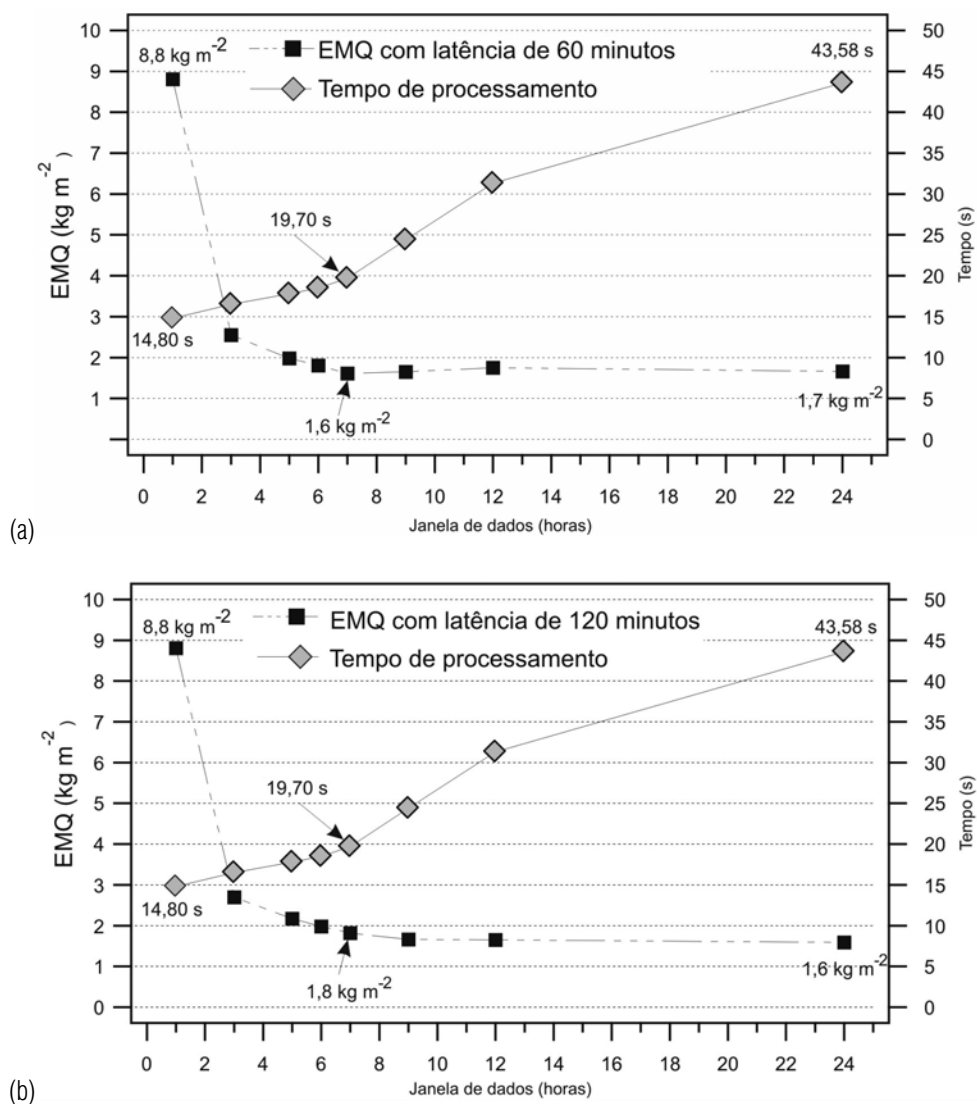 10 50
8,8 kg m-2
EMQ com latência de 60 minutos
43,58 s
9 45
Tempo de processamento
8 40
7 35
6 30
19,70 s
5 25
4 20
3 15
14,80 s
2 10
1,6 kg m-2
1,7 kg m-2
1 5
0
EMQ (kg m-2)
Tempo (s)
0 2 4 6 8 10 12 14 16 18 20 22 24
Janela de dados (horas)
(a)
10 50
8,8 kg m-2
EMQ com latência de 120 minutos
43,58 s
9 45
Tempo de processamento
8 40
7 35
6 30
19,70 s
5 25
4 20
3 15
14,80 s
2 10
1,8 kg m-2
1,6 kg m-2
1 5
0 0
EMQ (kg m-2)
Tempo (s)
0 2 4 6 8 10 12 14 16 18 20 22 24
Janela de dados (horas)
(b)